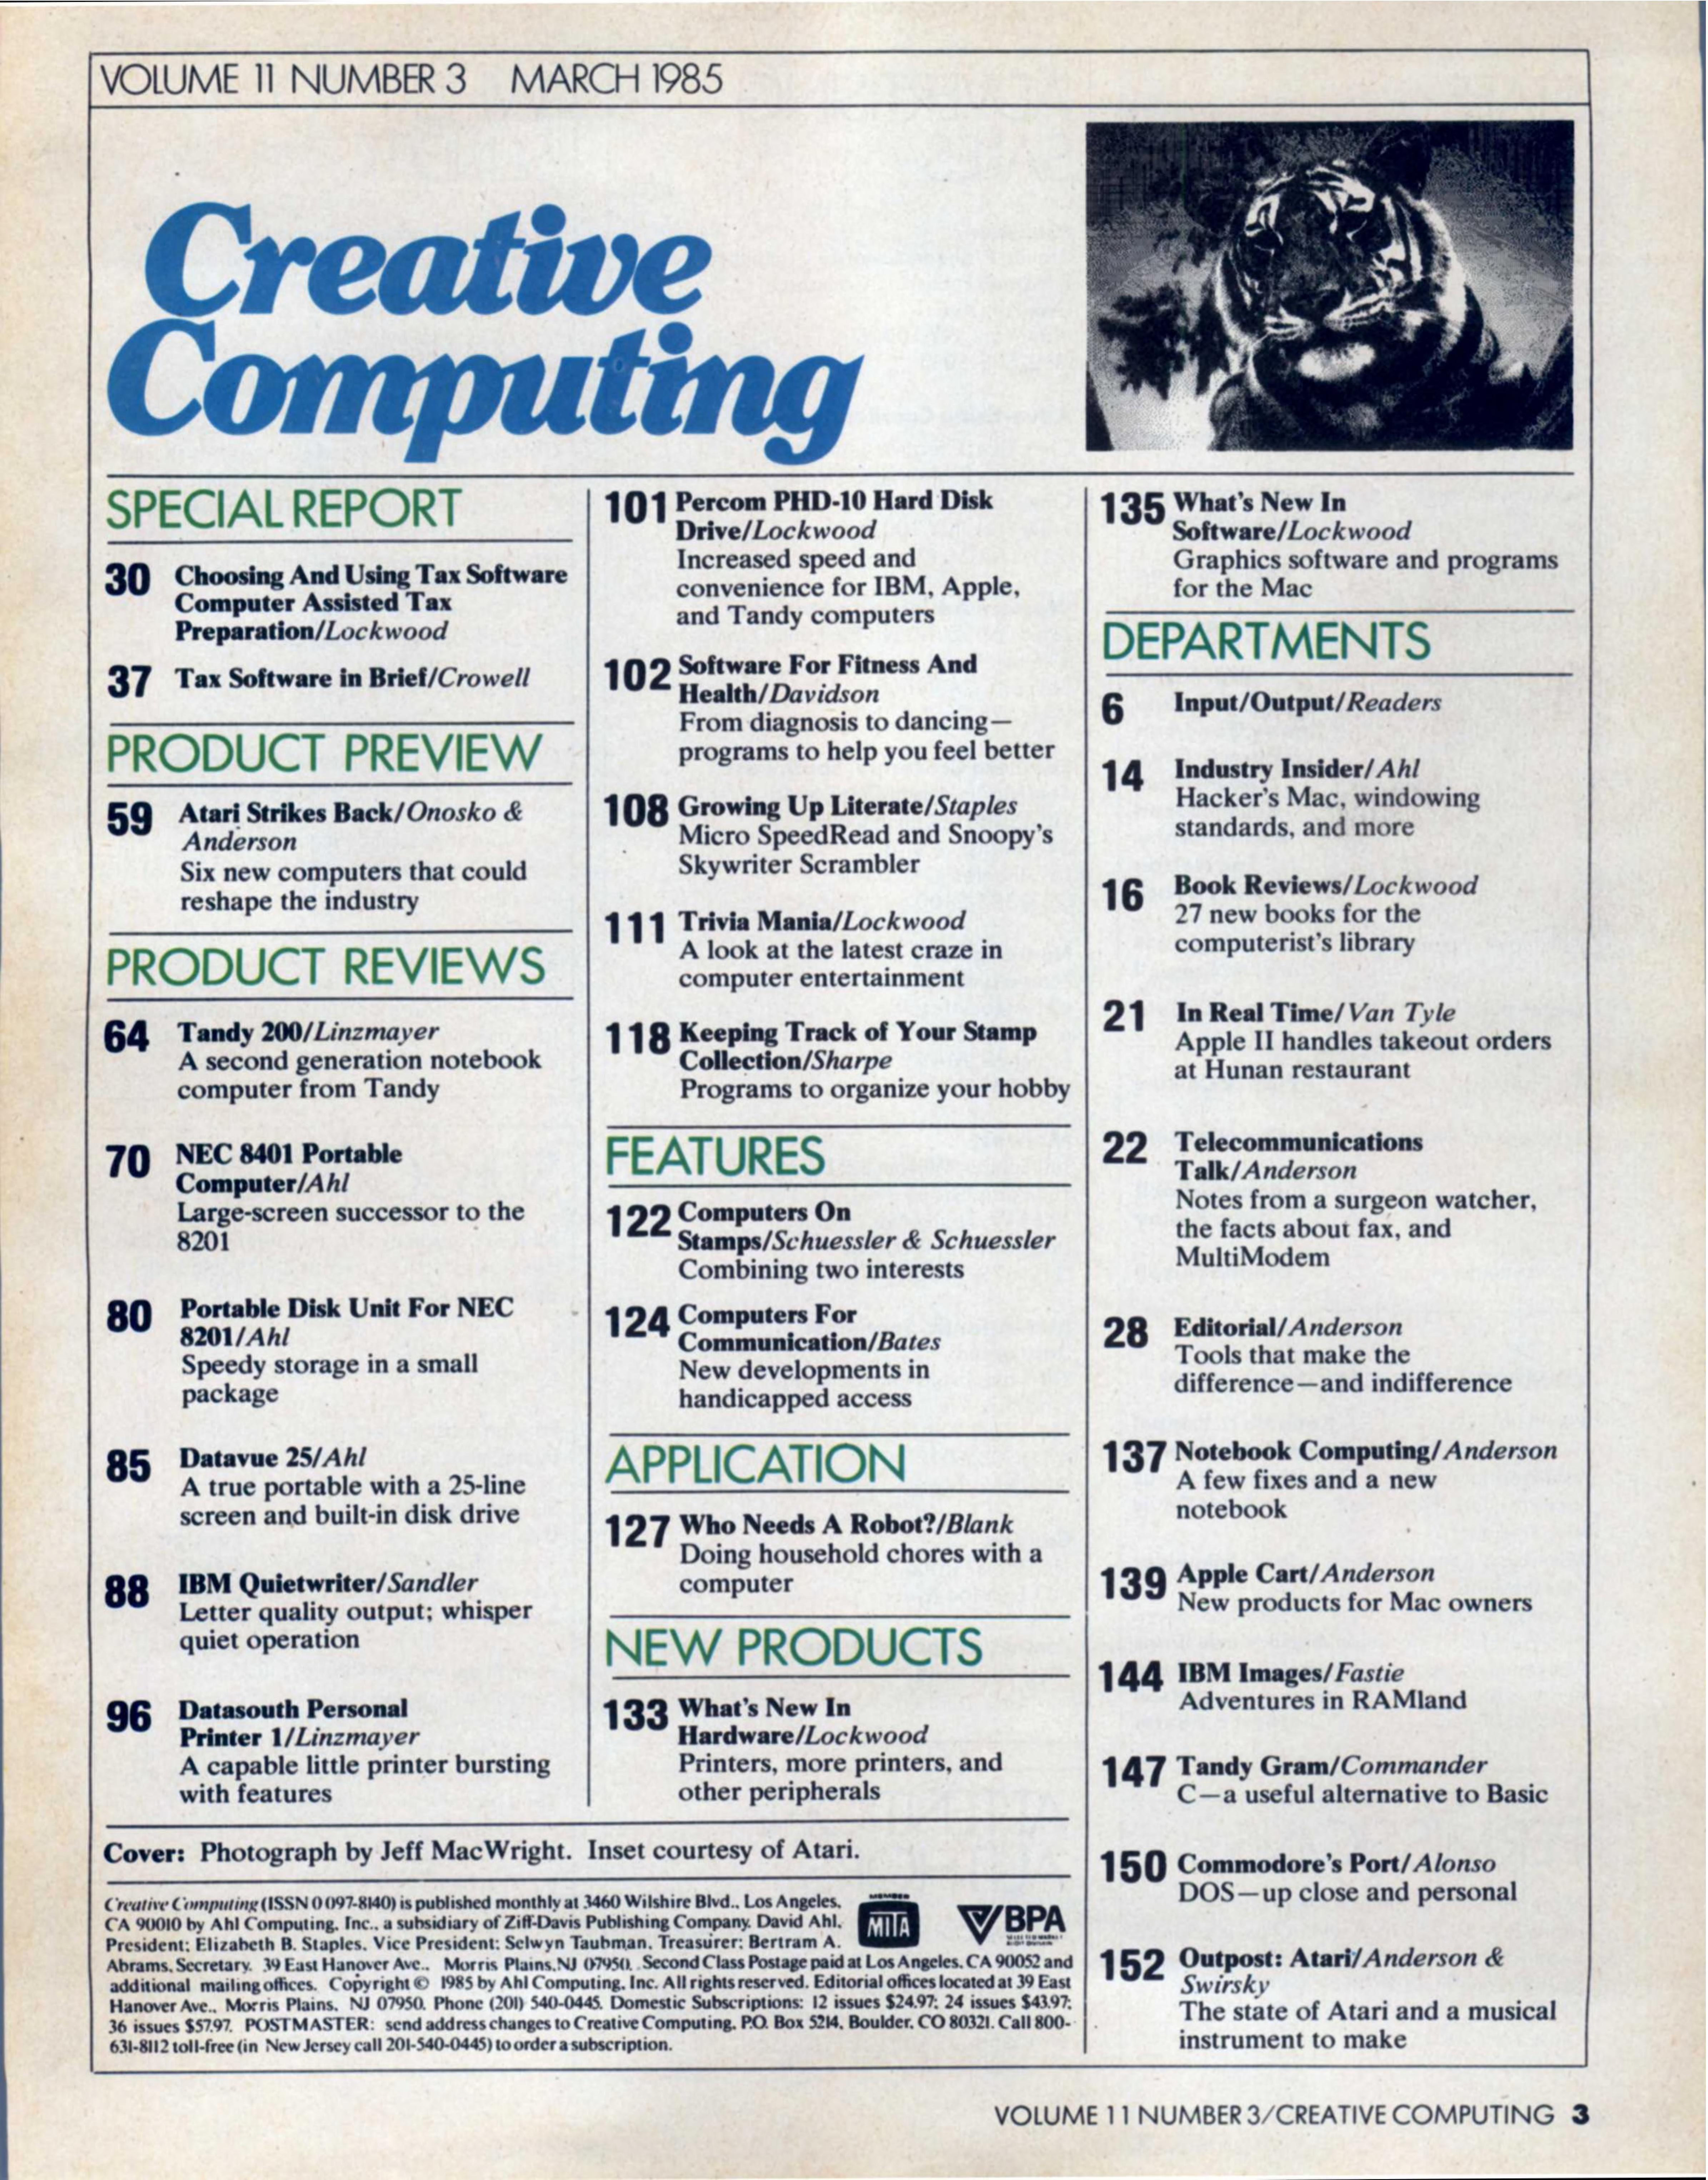 VOLUME 11 NUMBER 3 MARCH 1985
Creative
Computing
SPECIAL REPORT
30 Choosing And Using Tax Software
Computer Assisted Tax
Preparation/Lockwood
37 Tax Software in Brief/Crowell
PRODUCT PREVIEW
59 Atari Strikes Back/Onosko &
Anderson
Six new computers that could
reshape the industry
PRODUCT REVIEWS
64 Tandy 200/Linzmayer
A second generation notebook
computer from Tandy
70 NEC 8401 Portable
Computer/Ahl
Large-screen successor to the
8201
80 Portable Disk Unit For NEC
8201/Ahl
Speedy storage in a small
package
85 Datavue 25/Ahl
A true portable with a 25-line
screen and built-in disk drive
88 IBM Quietwriter/Sandler
Letter quality output; whisper
quiet operation
96 Datasouth Personal
Printer 1/Linzmayer
A capable little printer bursting
with features
101 Percom PHD-10 Hard Disk
Drive/Lockwood
Increased speed and
convenience for IBM, Apple,
and Tandy computers
102 Software For Fitness And
Health/Davidson
From diagnosis to dancing—
programs to help you feel better
108 Growing Up Literate/Staples
Micro SpeedRead and Snoopy's
Skywriter Scrambler
111 Trivia Mania/Lockwood
A look at the latest craze in
computer entertainment
118 Keeping Track of Your Stamp
Collection/Sharpe
Programs to organize your hobby
FEATURES
122 Computers On
Stamps/Schuessler & Schuessler
Combining two interests
124 Computers For
Communication/Bates
New developments in
handicapped access
APPLICATION
127 Who Needs A Robot?/Blank
Doing household chores with a
computer
NEW PRODUCTS
133 What's New In
Hardware/Lockwood
Printers, more printers, and
other peripherals
135 What's New In
Software/Lockwood
Graphics software and programs
for the Mac
DEPARTMENTS
6 Input/Output/Readers
14 Industry Insider/Ahl
Hacker's Mac, windowing
standards, and more
16 Book Reviews/Lockwood
27 new books for the
computerist's library
21 In Real Time/Van Tyle
Apple II handles takeout orders
at Hunan restaurant
22 Telecommunications
Talk/Anderson
Notes from a surgeon watcher,
the facts about fax, and
MultiModem
28 Editorial/Anderson
Tools that make the
difference—and indifference
137 Notebook Computing/Anderson
A few fixes and a new
notebook
139 Apple Cart/Anderson
New products for Mac owners
144 IBM Images/Fastie
Adventures in RAMland
147 Tandy Gram/Commander
C—a useful alternative to Basic
150 Commodore's Port/Alonso
DOS—up close and personal
152 Outpost: Atari/Anderson &
Swirsky
The state of Atari and a musical
instrument to make
Cover: Photograph by Jeff MacWright. Inset courtesy of Atari.
Creative Computing (ISSN 0097-8140) is published monthly at 3460 Wilshire Blvd., Los Angeles,
CA 90010 by Ahl Computing, Inc., a subsidiary of Ziff-Davis Publishing Company. David Ahl,
President; Elizabeth B. Staples, Vice President; Selwyn Taubman, Treasurer; Bertram A.
Abrams, Secretary. 39 East Hanover Ave., Morris Plains, NJ 07950. Second Class Postage paid at Los Angeles, CA 90052 and
additional mailing offices. Copyright © 1985 by Ahl Computing, Inc. All rights reserved. Editorial offices located at 39 East
Hanover Ave., Morris Plains, NJ 07950. Phone (201) 540-0445. Domestic Subscriptions: 12 issues $24.97; 24 issues $43.97;
36 issues $57.97. POSTMASTER: send address changes to Creative Computing, P.O. Box 5214, Boulder, CO 80321. Call 800-
631-8112 toll-free (in New Jersey call 201-540-0445) to order a subscription.
MEMBER
MITA
BPA
VOLUME 11 NUMBER 3/CREATIVE COMPUTING 3